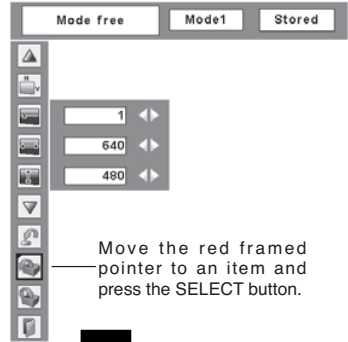 Mode free Mode1 Stored
H
V
1
640
480
Move the red framed
pointer to an item and
press the SELECT button.